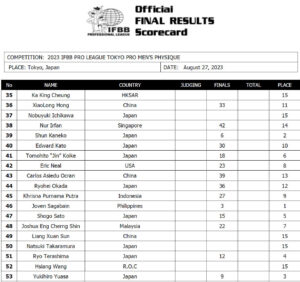 Official
FINAL RESULTS
Scorecard
IFBB
PROFESSIONAL LEAGUE
COMPETITION: 2023 IFBB PRO LEAGUE TOKYO PRO MEN'S PHYSIQUE
PLACE: Tokyo, Japan DATE: August 27, 2023
No NAME COUNTRY JUDGING FINALS TOTAL PLACE
35 Ka King Cheung HKSAR 15
36 XiaoLong Hong China 33 11
37 Nobuyuki Ichikawa Japan 15
38 Nur Irfan Singapore 42 14
39 Shun Kaneko Japan 6 2
40 Edward Kato Japan 30 10
41 Tomohito "Jin" Koike Japan 18 6
42 Eric Neal USA 23 8
43 Carlos Asiedu Ocran China 39 13
44 Ryohei Okada Japan 36 12
45 Khrisna Purnama Putra Indonesia 27 9
46 Joven Sagabain Philippines 3 1
47 Shogo Sato Japan 15 5
48 Joshua Eng Cherng Shin Malaysia 22 7
49 Liang Xuan Sun China 15
50 Natsuki Takaramura Japan 15
51 Ryo Terashima Japan 12 4
52 Wang R.O.C 15
53 Yukihiro Yuasa Japan 9 3